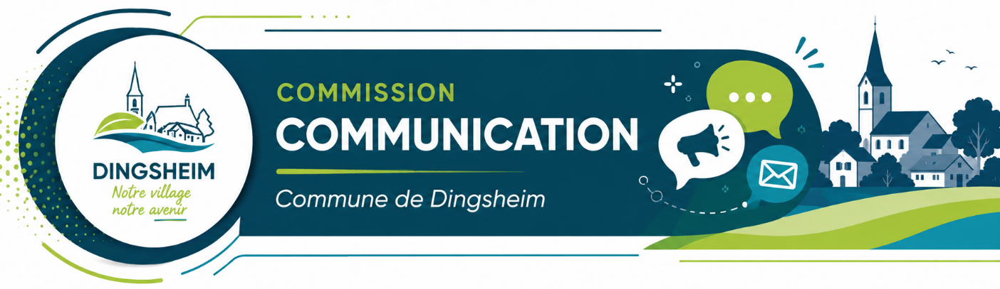 DINGSHEIM
Notre village
notre avenir
COMMISSION
COMMUNICATION
Commune de Dingsheim